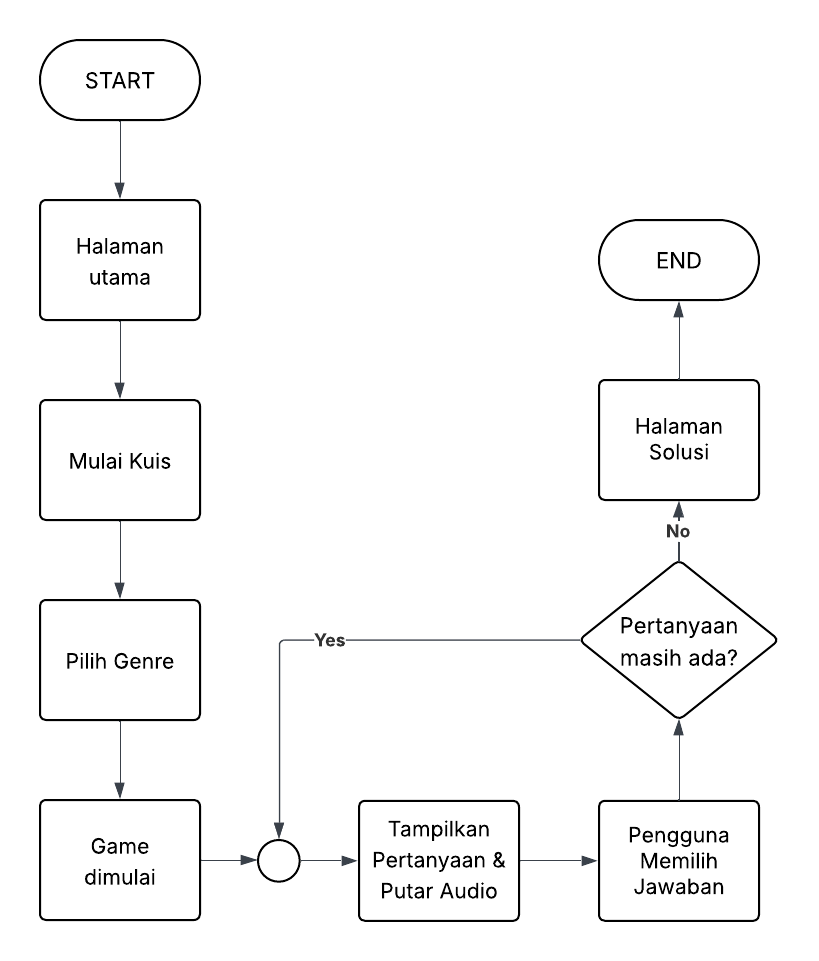 START
Halaman
utama
Mulai Kuis
Pilih Genre
Game
dimulai
Tampilkan
Pertanyaan &
Putar Audio
Pengguna
Memilih
Jawaban
Pertanyaan
masih ada?
Yes
No
Halaman
Solusi
END